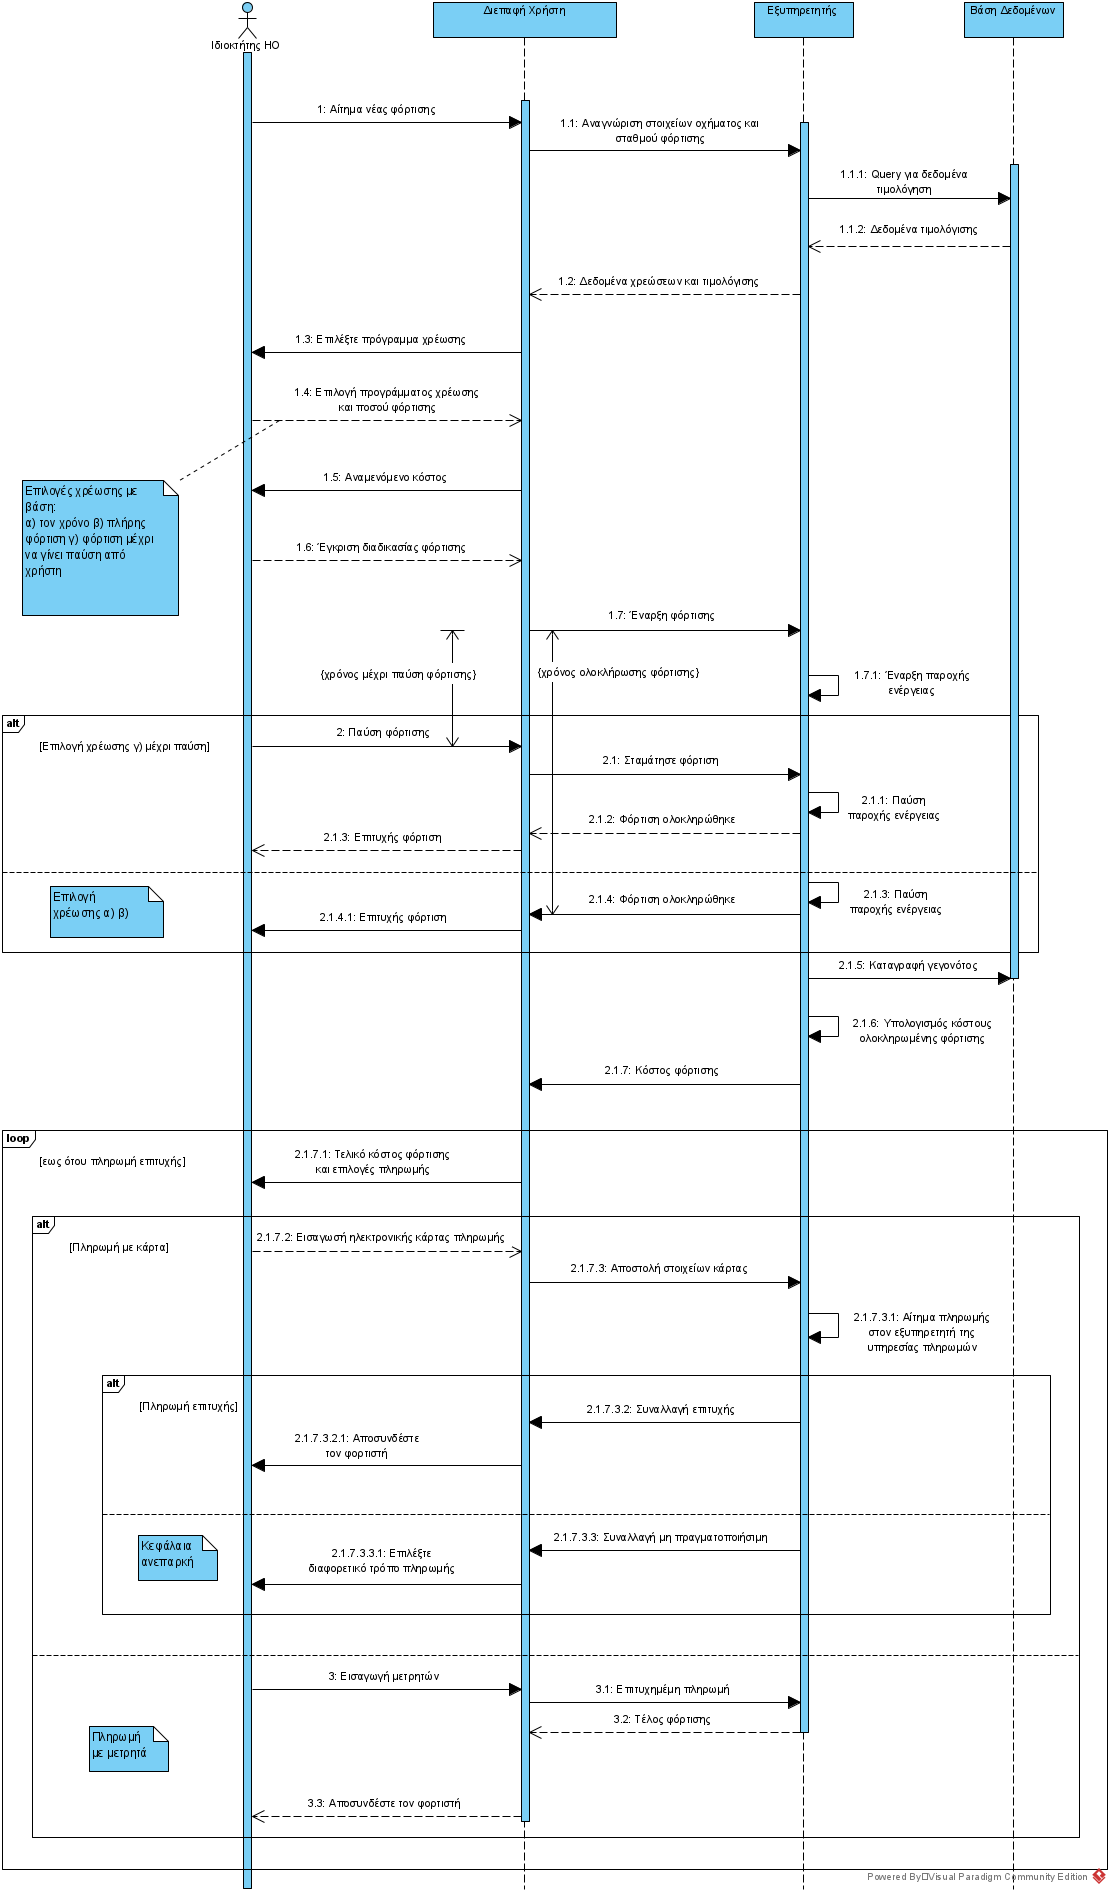 Διεπαφή Χρήστη
Εξυπηρετητής
Βάση Δεδομένων
Ιδιοκτήτης ΗΟ
1: Αίτημα νέας φόρτισης
1.1: Αναγνώριση στοιχείων οχήματος και
σταθμού φόρτισης
1.1.1: Query για δεδομένα
τιμολόγηση
1.1.2: Δεδομένα τιμολόγισης
1.2: Δεδομένα χρεώσεων και τιμολόγισης
1.3: Επιλέξτε πρόγραμμα χρέωσης
1.4: Επιλογή προγράμματος χρέωσης
και ποσού φόρτισης
1.5: Αναμενόμενο κόστος
Επιλογές χρέωσης με
βάση:
α) τον χρόνο β) πλήρης
φόρτιση γ) φόρτιση μέχρι
να γίνει παύση από
χρήστη
1.6: Έγκριση διαδικασίας φόρτισης
1.7: Έναρξη φόρτισης
{χρόνος μέχρι παύση φόρτισης}
{χρόνος ολοκλήρωσης φόρτισης}
1.7.1: Έναρξη παροχής
ενέργειας
alt
[Επιλογή χρέωσης γ) μέχρι παύση]
2: Παύση φόρτισης
2.1: Σταμάτησε φόρτιση
2.1.1: Παύση
παροχής ενέργειας
2.1.2: Φόρτιση ολοκληρώθηκε
2.1.3: Επιτυχής φόρτιση
Επιλογή
χρέωσης α) β)
2.1.3: Παύση
παροχής ενέργειας
2.1.4: Φόρτιση ολοκληρώθηκε
2.1.4.1: Επιτυχής φόρτιση
2.1.5: Καταγραφή γεγονότος
2.1.6: Υπολογισμός κόστους
ολοκληρωμένης φόρτισης
2.1.7: Κόστος φόρτισης
loop
[εως ότου πληρωμή επιτυχής]
2.1.7.1: Τελικό κόστος φόρτισης
και επιλογές πληρωμής
alt
[Πληρωμή με κάρτα]
2.1.7.2: Εισαγωσή ηλεκτρονικής κάρτας πληρωμής
2.1.7.3: Αποστολή στοιχείων κάρτας
2.1.7.3.1: Αίτημα πληρωμής
στον εξυπηρετητή της
υπηρεσίας πληρωμών
alt
[Πληρωμή επιτυχής]
2.1.7.3.2: Συναλλαγή επιτυχής
2.1.7.3.2.1: Αποσυνδέστε
τον φορτιστή
Κεφάλαια
ανεπαρκή
2.1.7.3.3: Συναλλαγή μη πραγματοποιήσιμη
2.1.7.3.3.1: Επιλέξτε
διαφορετικό τρόπο πληρωμής
3: Εισαγωγή μετρητών
3.1: Επιτυχημέμη πληρωμή
3.2: Τέλος φόρτισης
Πληρωμή
με μετρητά
3.3: Αποσυνδέστε τον φορτιστή
Powered By Visual Paradigm Community Edition